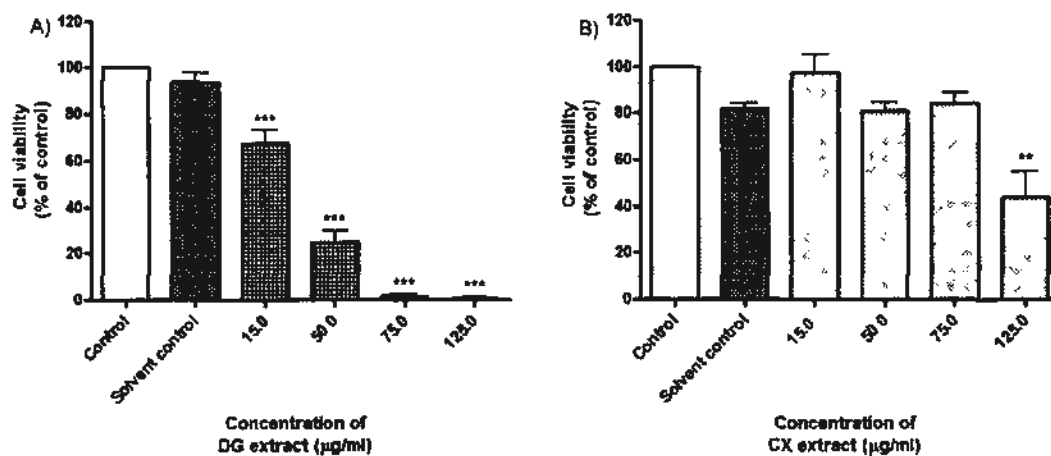 A)
Cell viability
(% of control)
120
100
80
60
40
20
0
***
***
***
***
Control
Solvent control
15.0
50 0
75.0
125.0
Concentration of
DG extract (µg/ml)
B)
Cell viability
(% of control)
120
100
80
60
40
20
0
**
Control
Solvent control
15.0
50 0
75.0
125.0
Concentration of
CX extract (µg/ml)